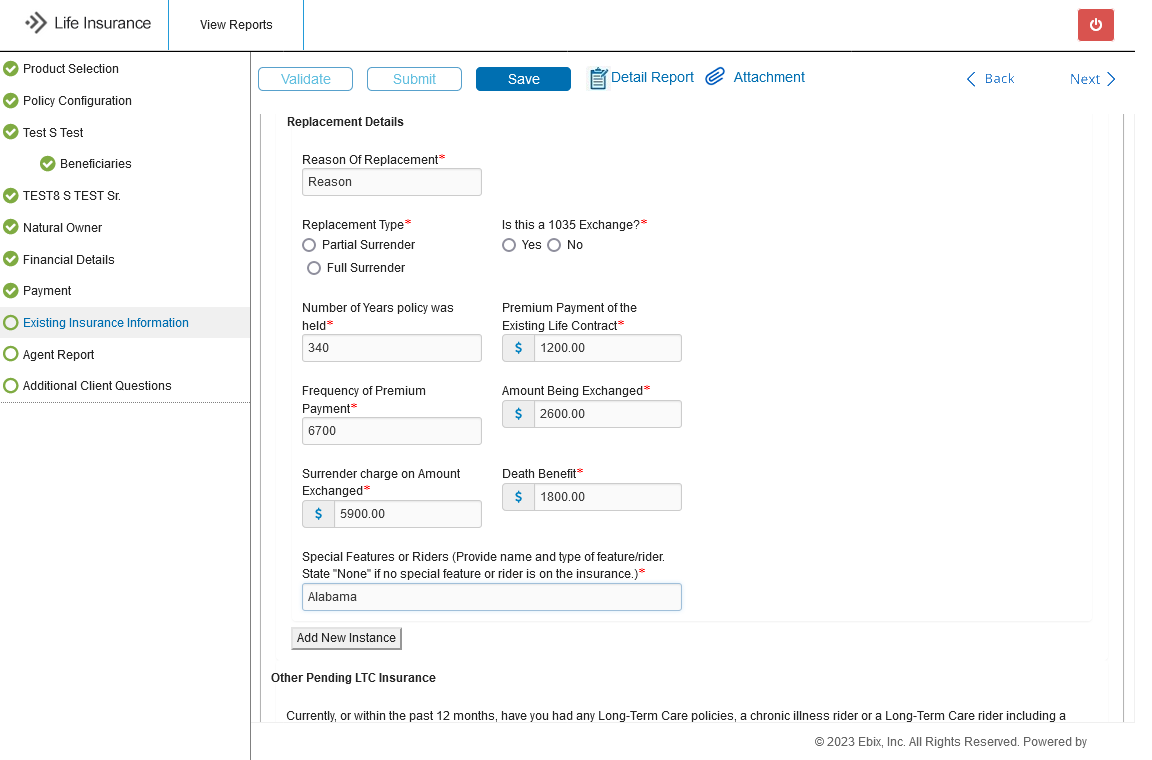 Life Insurance
View Reports
Product Selection
Policy Configuration
Test S Test
Beneficiaries
TEST8 S TEST Sr.
Natural Owner
Financial Details
Payment
Existing Insurance Information
Agent Report
Additional Client Questions
Validate
Submit
Save
Detail Report
Attachment
Back
Next
Replacement Details
Reason Of Replacement*
Reason
Replacement Type*
Partial Surrender
Full Surrender
Is this a 1035 Exchange?*
Yes No
Number of Years policy was
held*
340
Premium Payment of the
Existing Life Contract*
$ 1200.00
Frequency of Premium
Payment*
6700
Amount Being Exchanged*
$ 2600.00
Surrender charge on Amount
Exchanged*
$ 5900.00
Death Benefit*
$ 1800.00
Special Features or Riders (Provide name and type of feature/rider.
State "None" if no special feature or rider is on the insurance.)*
Alabama
Add New Instance
Other Pending LTC Insurance
Currently, or within the past 12 months, have you had any Long-Term Care policies, a chronic illness rider or a Long-Term Care rider including a
© 2023 Ebix, Inc. All Rights Reserved. Powered by